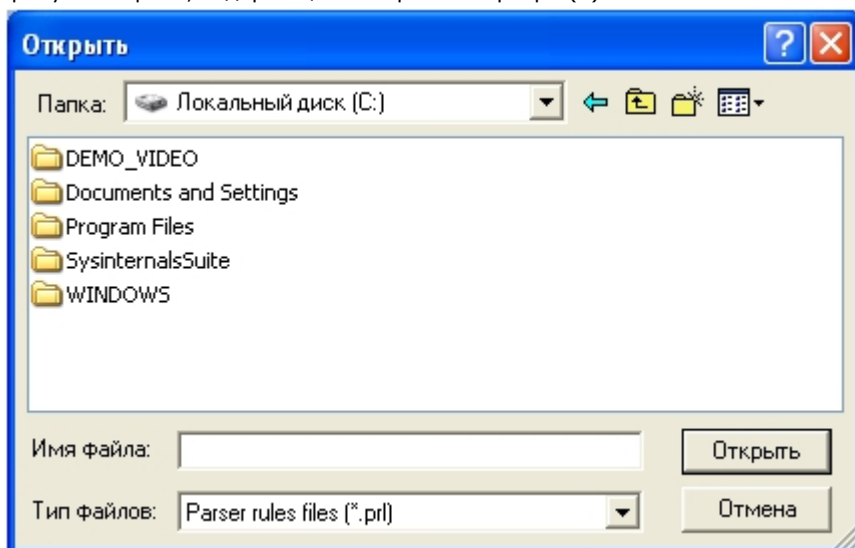 Открыть
Папка: Локальный диск (C:)
DEMO_VIDEO
Documents and Settings
Program Files
SysinternalsSuite
WINDOWS
Имя файла:
Открыть
Тип файлов: Parser rules files (*.prl)
Отмена